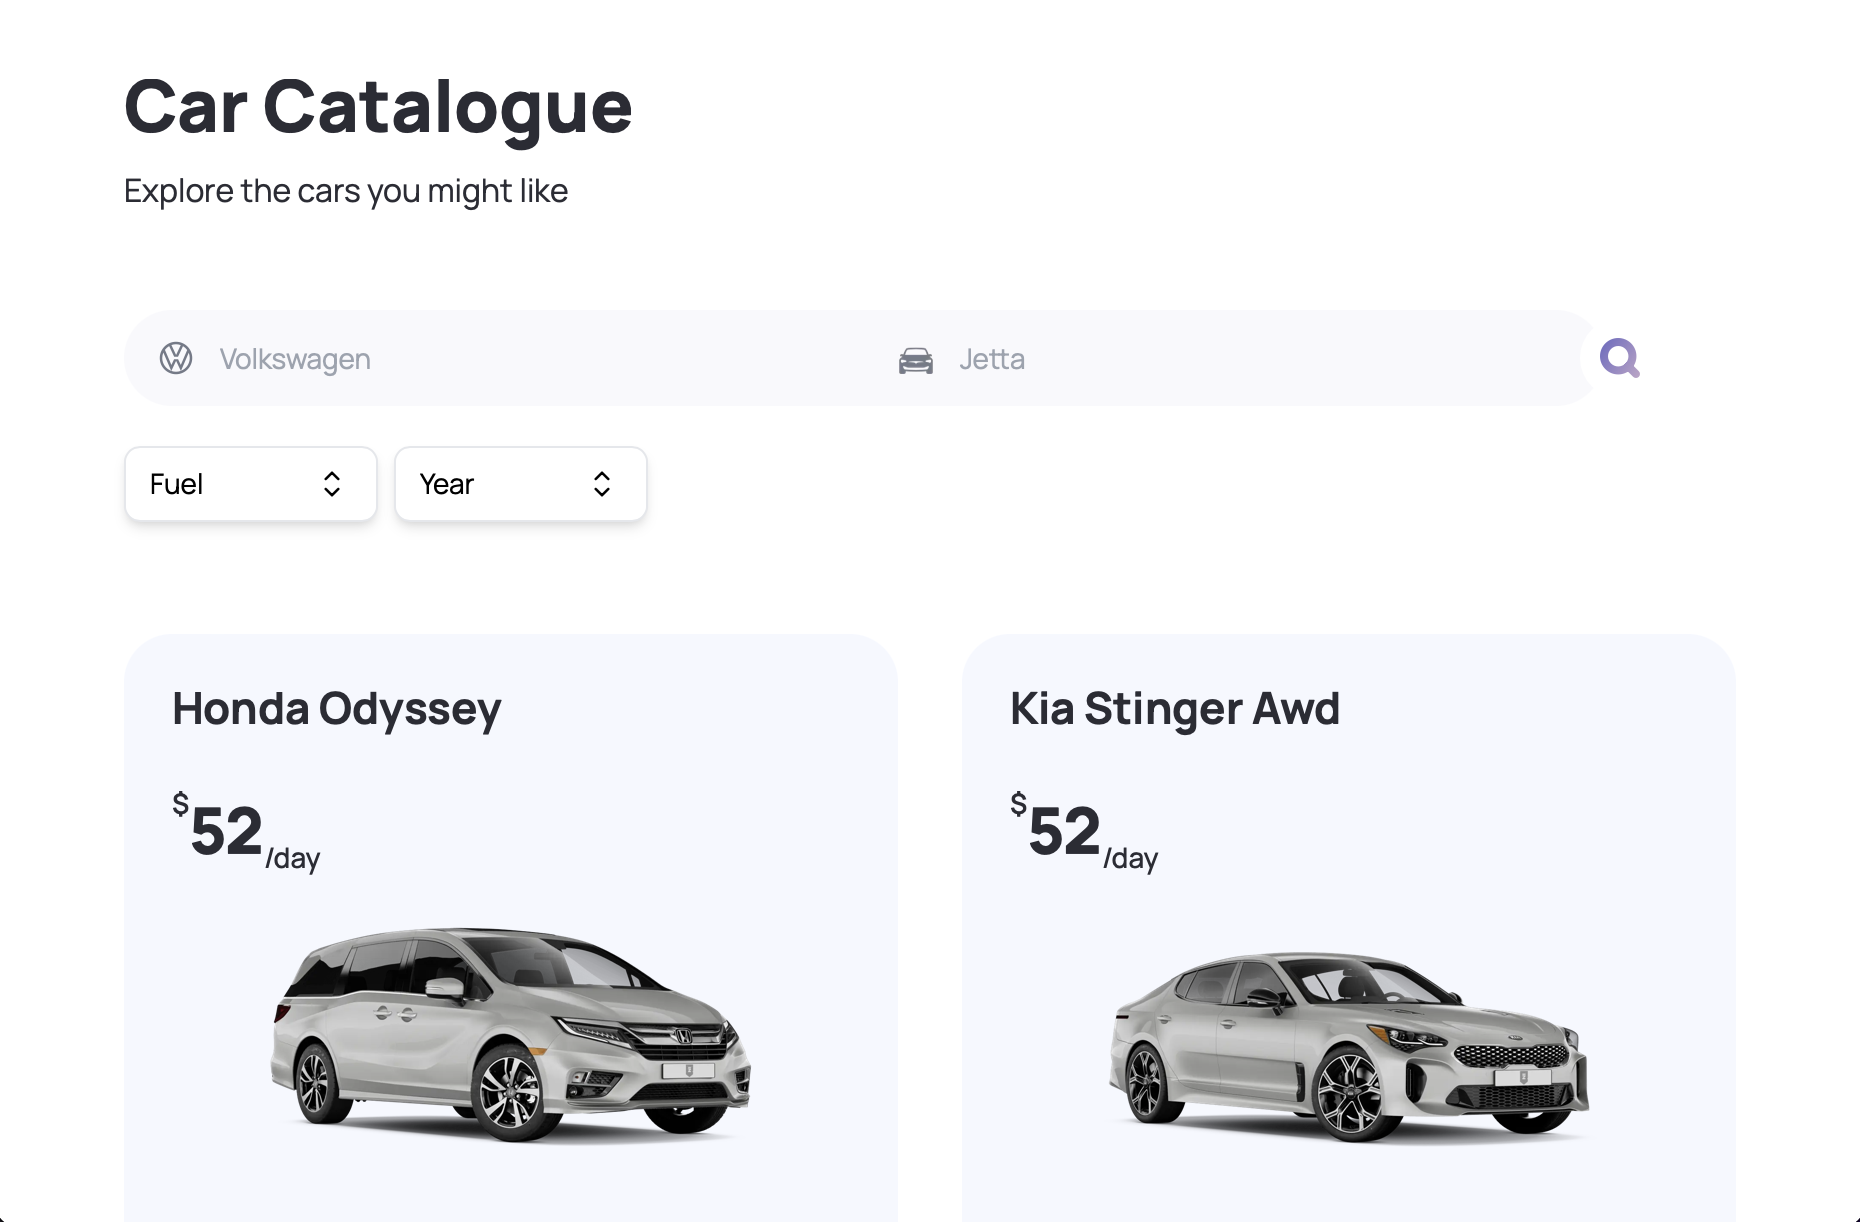 Car Catalogue
Explore the cars you might like
Volkswagen
Jetta
Fuel
Year
Honda Odyssey
$52/day
Kia Stinger Awd
$52/day